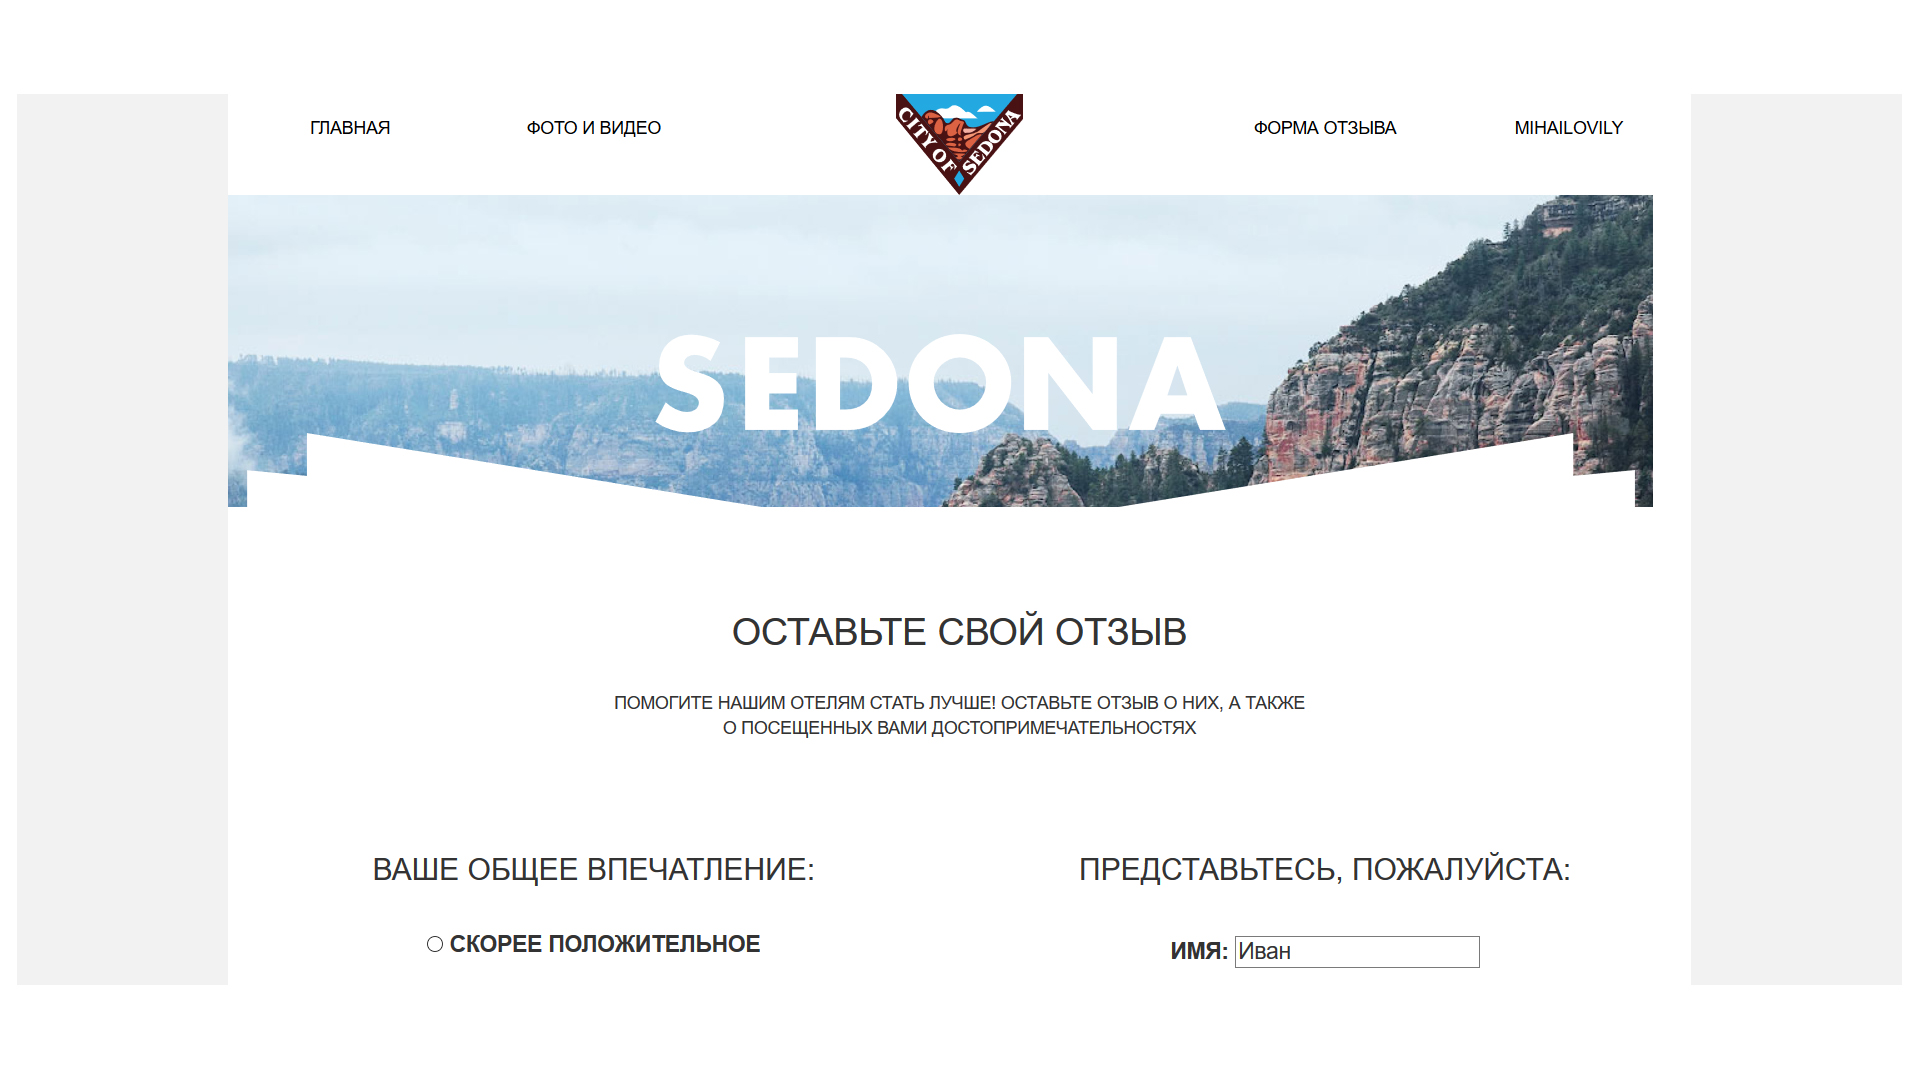 ГЛАВНАЯ
ФОТО И ВИДЕО
CITY OF SEDONA
ФОРМА ОТЗЫВА
MIHAILOVILY
SEDONA
ОСТАВЬТЕ СВОЙ ОТЗЫВ
ПОМОГИТЕ НАШИМ ОТЕЛЯМ СТАТЬ ЛУЧШЕ! ОСТАВЬТЕ ОТЗЫВ О НИХ, А ТАКЖЕ
О ПОСЕЩЕННЫХ ВАМИ ДОСТОПРИМЕЧАТЕЛЬНОСТЯХ
ВАШЕ ОБЩЕЕ ВПЕЧАТЛЕНИЕ:
СКОРЕЕ ПОЛОЖИТЕЛЬНОЕ
ПРЕДСТАВЬТЕСЬ, ПОЖАЛУЙСТА:
ИМЯ: Иван